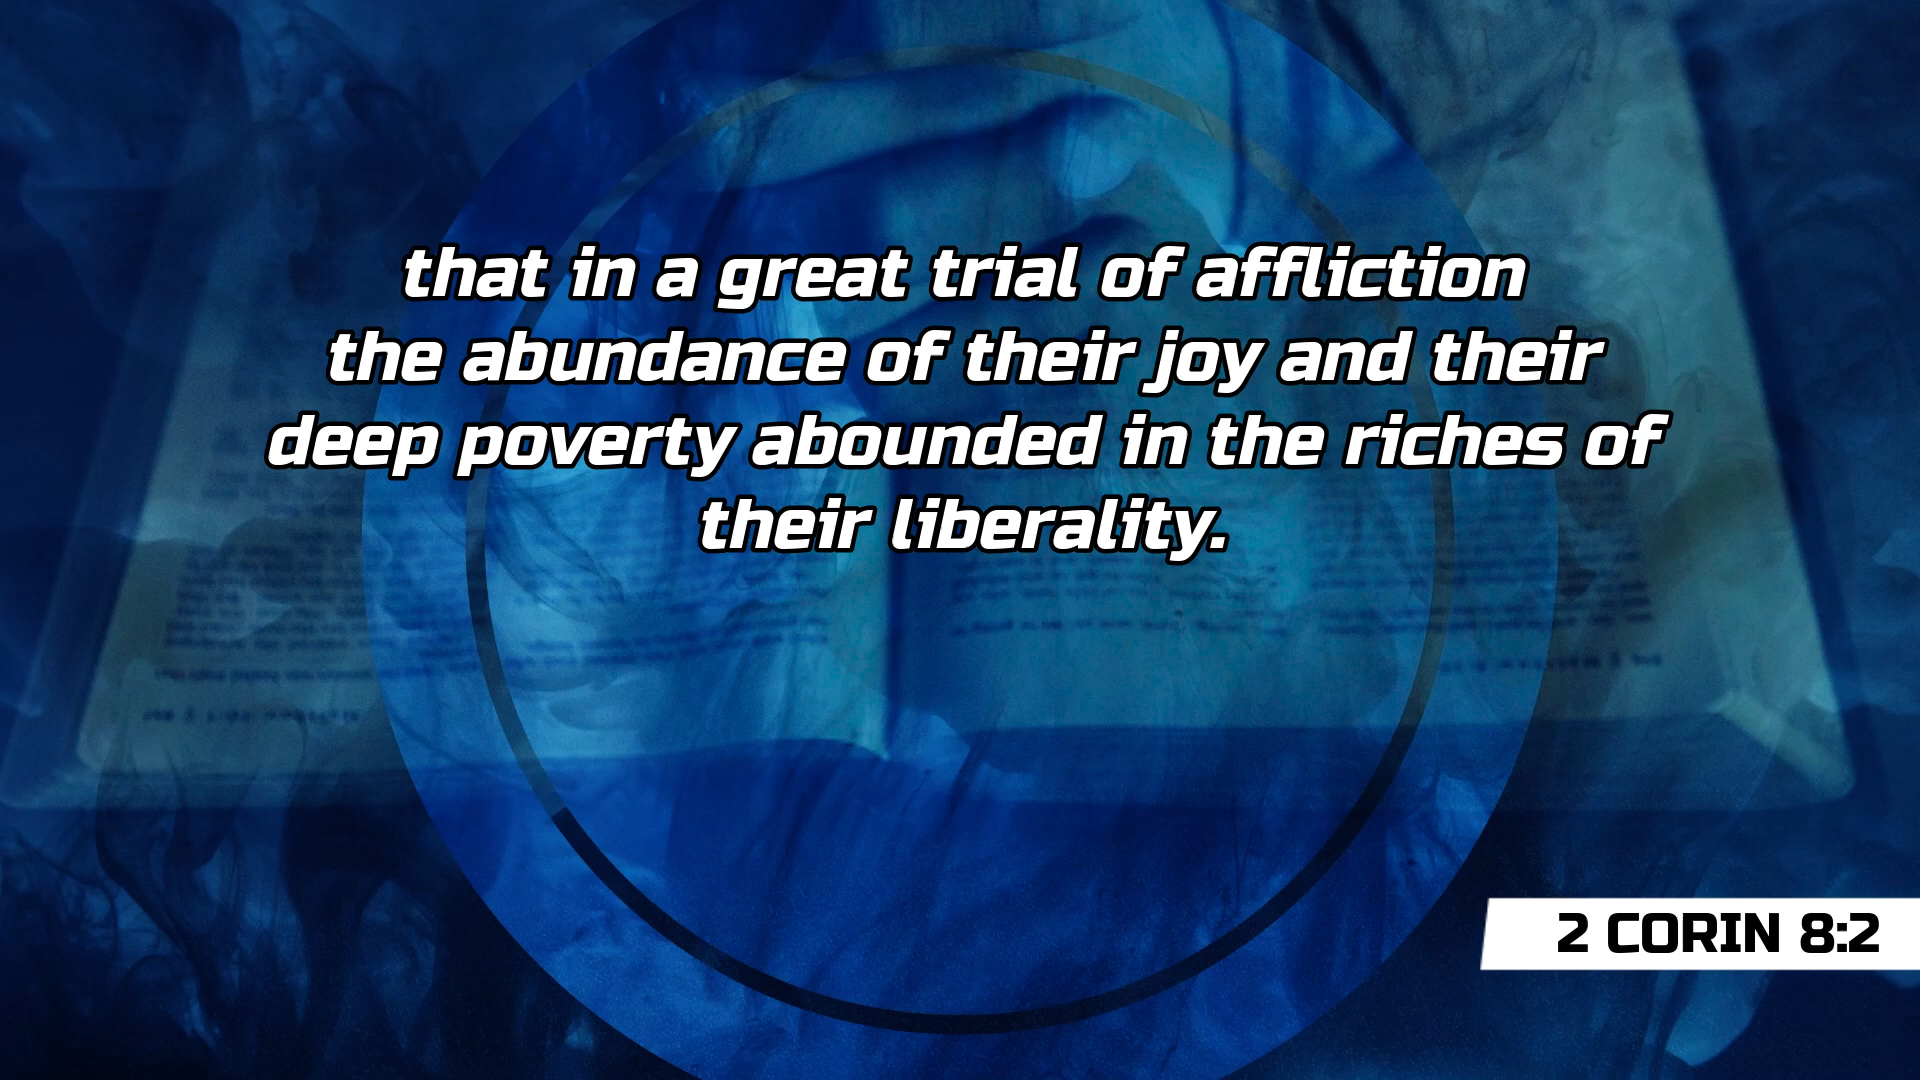 that in a great trial of affliction
the abundance of their joy and their
deep poverty abounded in the riches of
their liberality.
2 CORIN 8:2